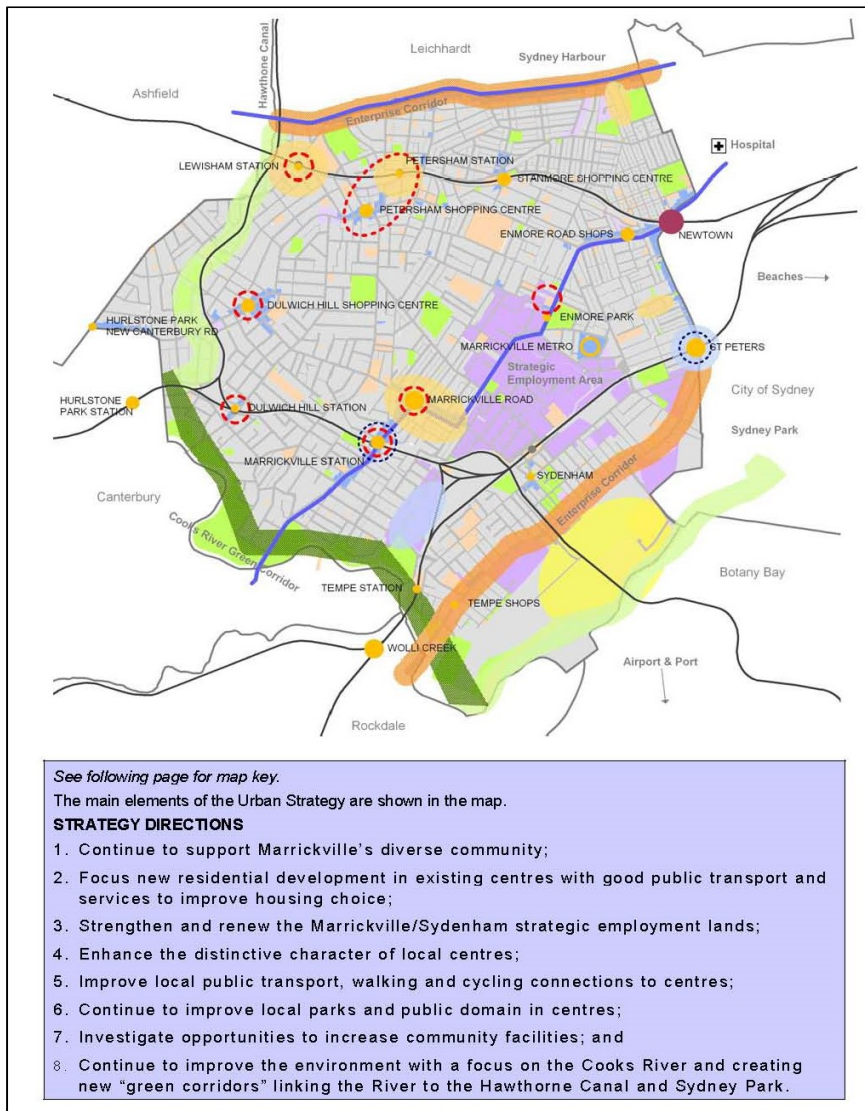 Leichhardt
Sydney Harbour
Hawthone Canal
Ashfield
Enterprise Corridor
Hospital
LEWISHAM STATION
PETERSHAM STATION
STANMORE SHOPPING CENTRE
PETERSHAM SHOPPING CENTRE
ENMORE ROAD SHOPS
NEWTOWN
Beaches
DULWICH HILL SHOPPING CENTRE
ENMORE PARK
HURLSTONE PARK
NEW CANTERBURY RD
MARRICKVILLE METRO
ST PETERS
Strategic
Employment Area
City of Sydney
HURLSTONE
PARK STATION
DULWICH HILL STATION
MARRICKVILLE ROAD
Sydney Park
MARRICKVILLE STATION
SYDENHAM
Canterbury
Enterprise Corridor
Cooks River Green Corridor
Botany Bay
TEMPE STATION
TEMPE SHOPS
WOLLI CREEK
Airport & Port
Rockdale
See following page for map key.
The main elements of the Urban Strategy are shown in the map.
STRATEGY DIRECTIONS
1. Continue to support Marrickville's diverse community;
2. Focus new residential development in existing centres with good public transport and
services to improve housing choice;
3. Strengthen and renew the Marrickville/Sydenham strategic employment lands;
4. Enhance the distinctive character of local centres;
5. Improve local public transport, walking and cycling connections to centres;
6. Continue to improve local parks and public domain in centres;
7. Investigate opportunities to increase community facilities; and
8. Continue to improve the environment with a focus on the Cooks River and creating
new "green corridors" linking the River to the Hawthorne Canal and Sydney Park.